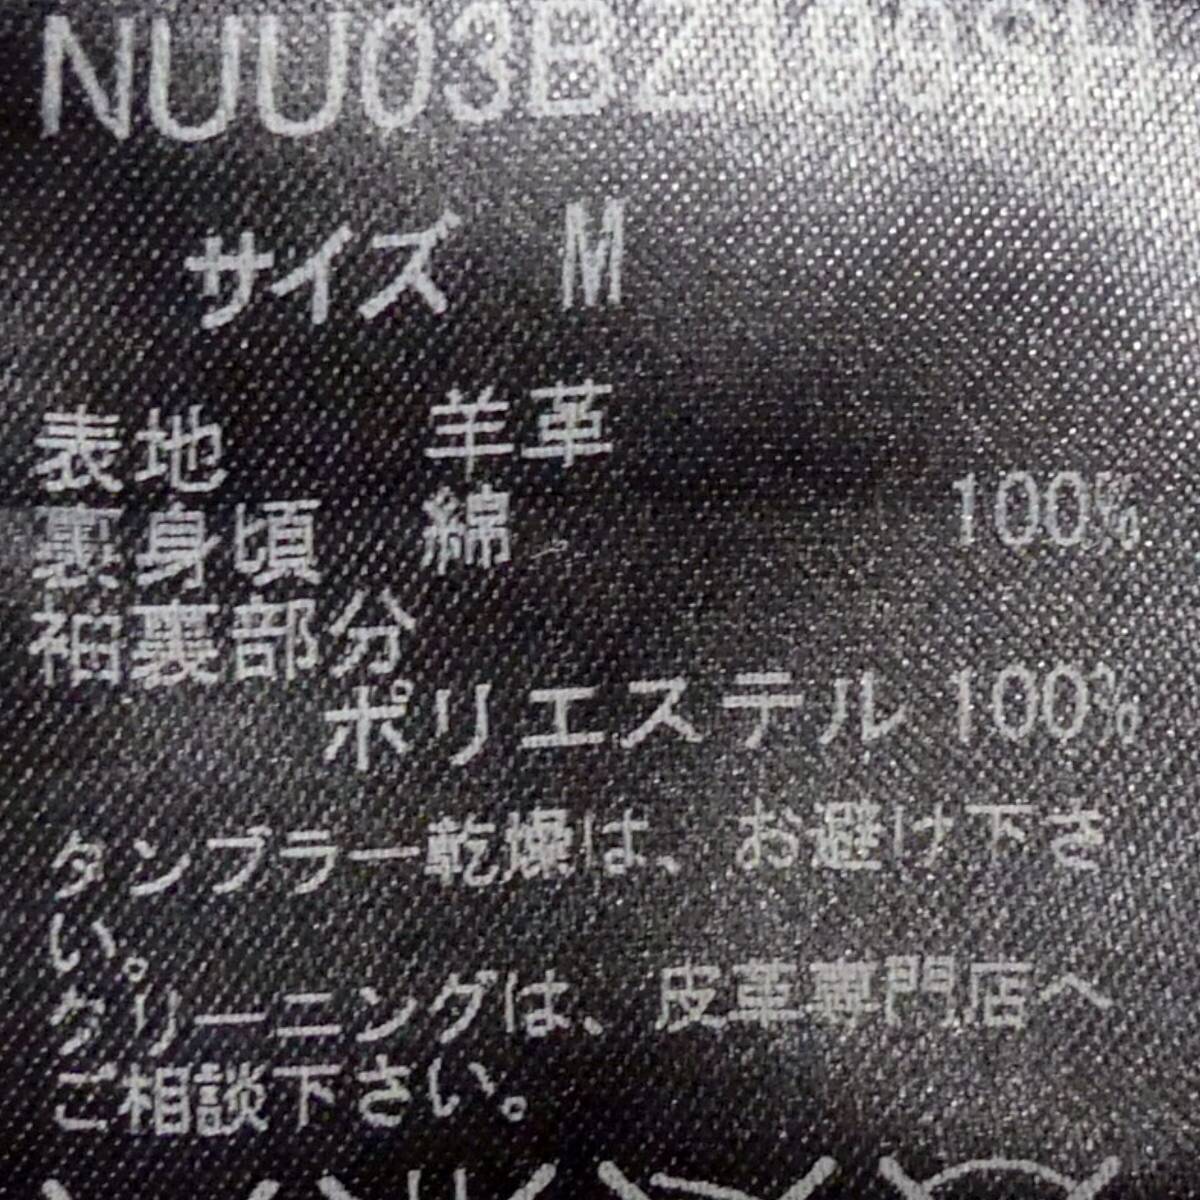 サイズ M
表地 羊革
裏身頃 綿 100%
袖裏部分
ポリエステル 100%
タンブラー乾燥は、お避け下さ
い。
クリーニングは、皮革専門店へ
ご相談下さい。